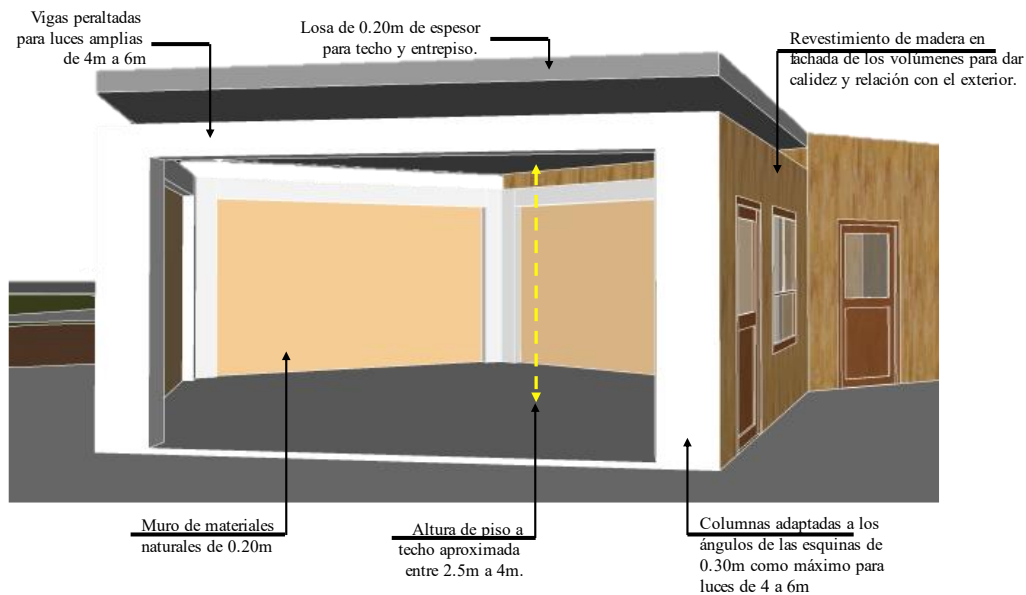 Vigas peraltadas
para luces amplias
de 4m a 6m
Losa de 0.20m de espesor
para techo y entrepiso.
Revestimiento de madera en
fachada de los volúmenes para dar
calidez y relación con el exterior.
Muro de materiales
naturales de 0.20m
Altura de piso a
techo aproximada
entre 2.5m a 4m.
Columnas adaptadas a los
ángulos de las esquinas de
0.30m como máximo para
luces de 4 a 6m